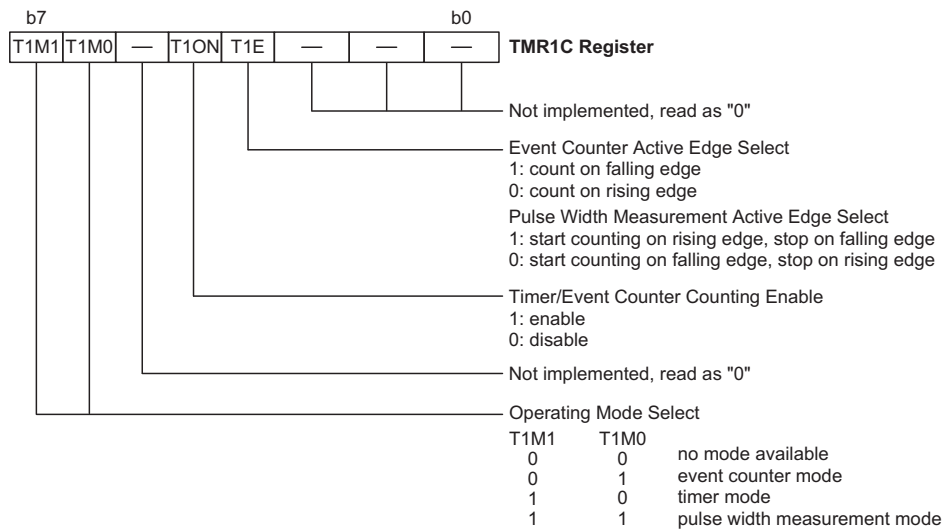 b7 b0
T1M1 T1M0 — T1ON T1E — — — TMR1C Register
Not implemented, read as "0"
Event Counter Active Edge Select
1: count on falling edge
0: count on rising edge
Pulse Width Measurement Active Edge Select
1: start counting on rising edge, stop on falling edge
0: start counting on falling edge, stop on rising edge
Timer/Event Counter Counting Enable
1: enable
0: disable
Not implemented, read as "0"
Operating Mode Select
T1M1 T1M0
0 0 no mode available
0 1 event counter mode
1 0 timer mode
1 1 pulse width measurement mode